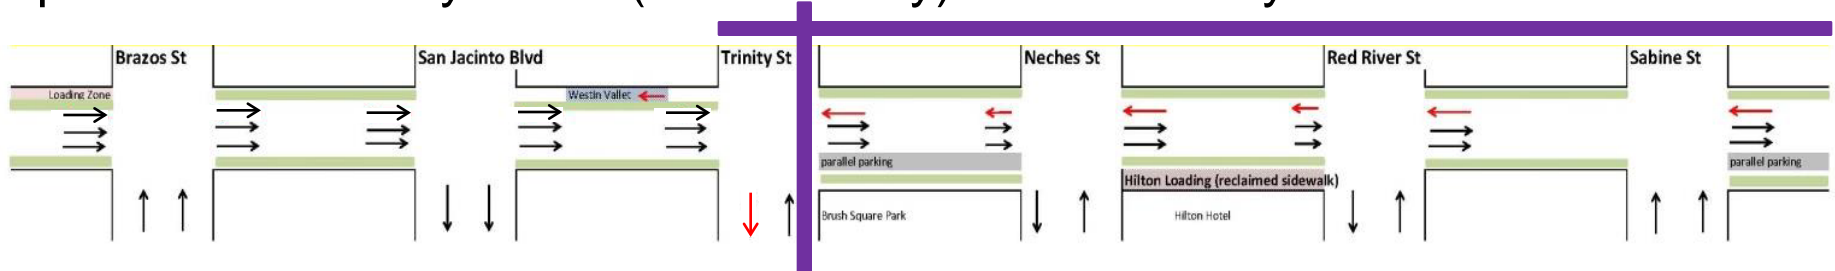 Brazos St
San Jacinto Blvd
Trinity St
Neches St
Red River St
Sabine St
Loading Zone
Westin Vallet
parallel parking
parallel parking
Hilton Loading (reclaimed sidewalk)
Brush Square Park
Hilton Hotel